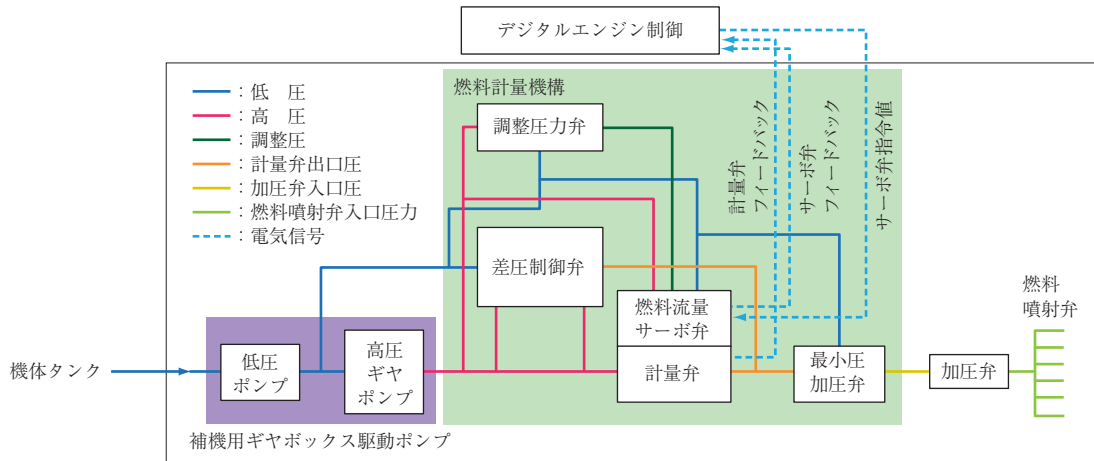 デジタルエンジン制御
：低　圧
：高　圧
：調整圧
：計量弁出口圧
：加圧弁入口圧
：燃料噴射弁入口圧力
：電気信号
燃料計量機構
調整圧力弁
計量弁
フィードバック
サーボ弁
フィードバック
サーボ弁指令値
差圧制御弁
燃料流量
サーボ弁
計量弁
燃料
噴射弁
機体タンク
低圧
ポンプ
高圧
ギヤ
ポンプ
最小圧
加圧弁
加圧弁
補機用ギヤボックス駆動ポンプ